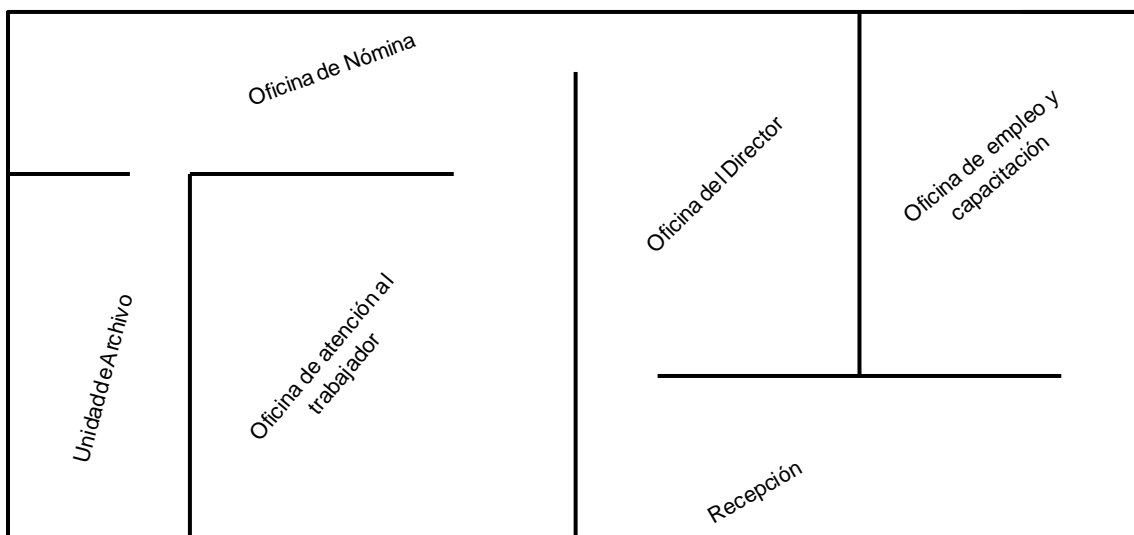 Oficina de Nómina
Oficina del Director
Oficina de empleo y
capacitación
Unidad de Archivo
Oficina de atención al
trabajador
Recepción